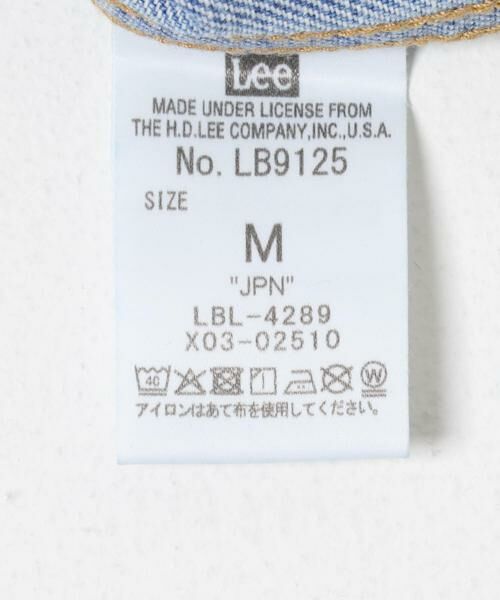 Lee
MADE UNDER LICENSE FROM
THE H.D.LEE COMPANY,INC.,U.S.A.
No. LB9125
SIZE
M
"JPN"
LBL-4289
X03-02510
40 W
アイロンはあて布を使用してください。